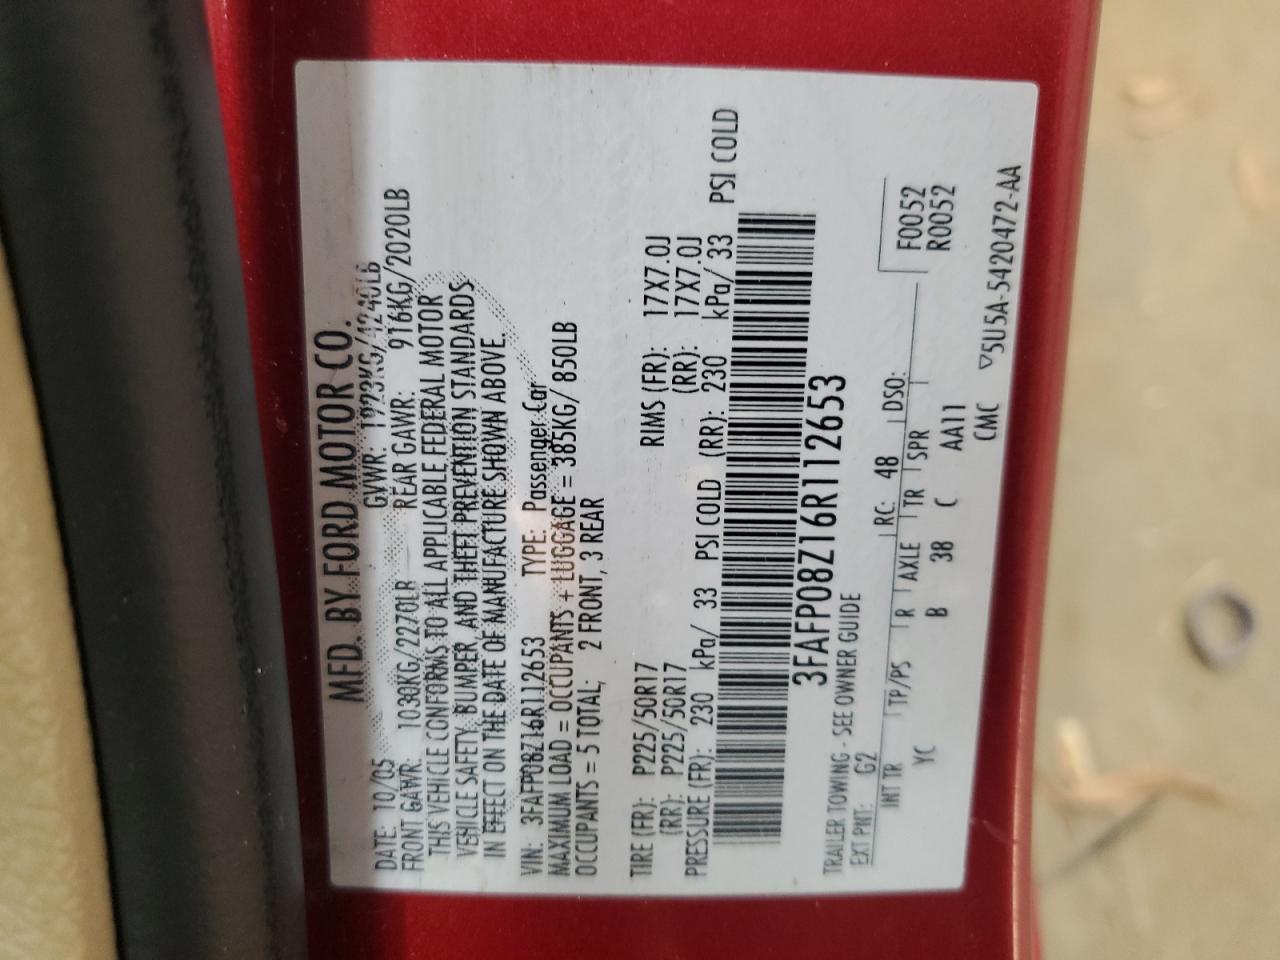 MFD. BY FORD MOTOR CO.
DATE: 10/05 GVWR: 1923KG/4240LB
FRONT GAWR: 1030KG/2270LB REAR GAWR: 916KG/2020LB
THIS VEHICLE CONFORMS TO ALL APPLICABLE FEDERAL MOTOR
VEHICLE SAFETY, BUMPER, AND THEFT PREVENTION STANDARDS
IN EFFECT ON THE DATE OF MANUFACTURE SHOWN ABOVE.
VIN: 3FAFP08Z16R112653 TYPE: Passenger Car
MAXIMUM LOAD = OCCUPANTS + LUGGAGE = 385KG/ 850LB
OCCUPANTS = 5 TOTAL; 2 FRONT, 3 REAR
TIRE (FR): P225/50R17 RIMS (FR): 17X7.0J
(RR): P225/50R17 (RR): 17X7.0J
PRESSURE (FR): 230 kPa/ 33 PSI COLD (RR): 230 kPa/ 33 PSI COLD
3FAFP08Z16R112653
TRAILER TOWING - SEE OWNER GUIDE
EXT PNT: G2 RC: 48 DSO: F0052
R0052
INT TR TP/PS R AXLE TR SPR
YC B 38 C AA11
CMC ▽5U5A-5420472-AA